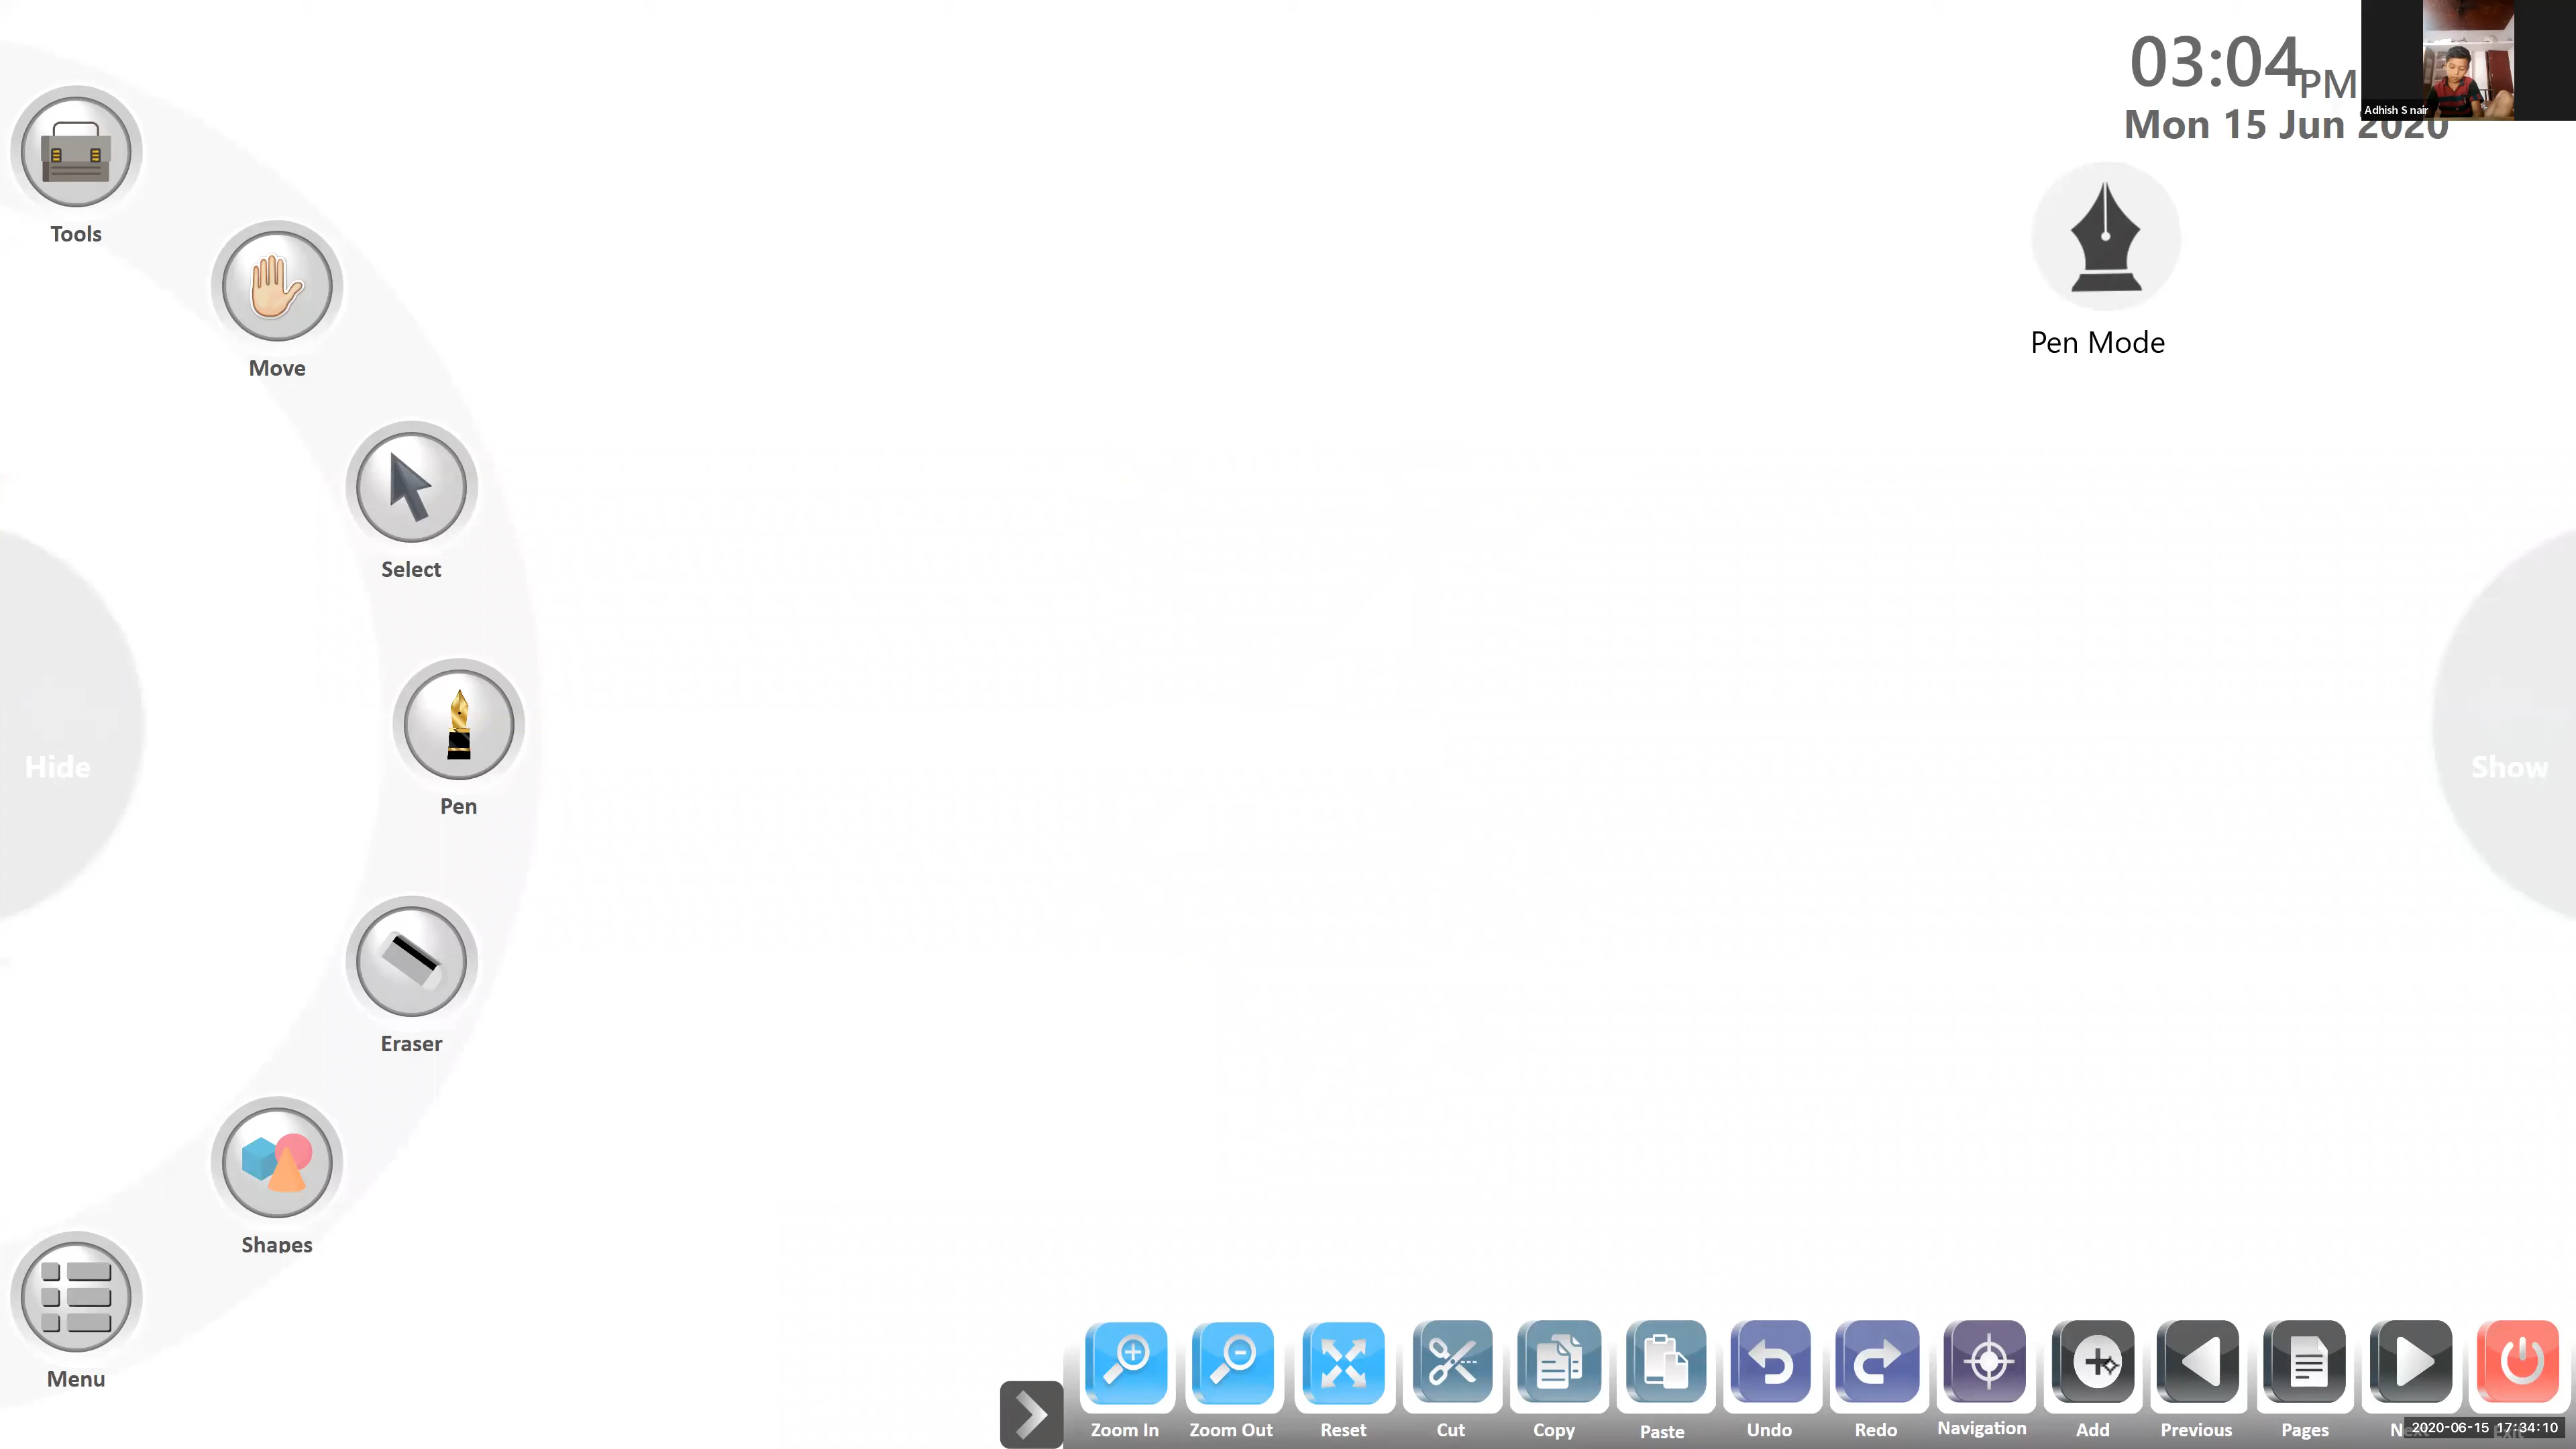 03:04 PM
Adhish S nair
Mon 15 Jun 2020
Tools
Move
Pen Mode
Select
Hide
Show
Pen
Eraser
Shapes
Menu
Zoom In Zoom Out Reset Cut Copy Paste Undo Redo Navigation Add Previous Pages
2020-06-15 17:34:10